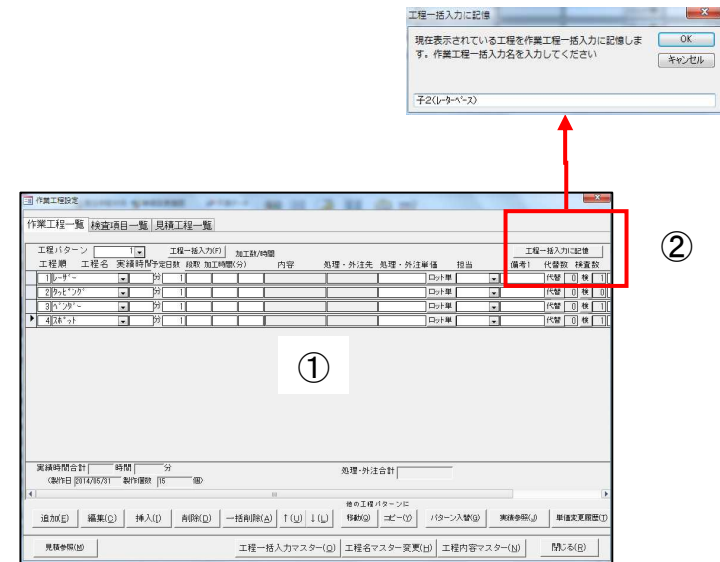 工程一括入力に記憶
現在表示されている工程を作業工程一括入力に記憶しま
す。作業工程一括入力名を入力してください
OK
キャンセル
子2(レーターベース)
作業工程設定
作業工程一覧 検査項目一覧 見積工程一覧
②
工程パターン 1 工程一括入力(F) 加工数/時間 工程一括入力に記憶
工程順 工程名 実績時間 予定日数 段取 加工時間(分) 内容 処理・外注先 処理・外注単価 担当 備考1 代替数 検査数
1 レーザー 分 1 ロット単 代替 0 検 1
2 タッピング 分 1 ロット単 代替 0 検 0
3 ベンダー 分 1 ロット単 代替 0 検 1
4 スポット 分 1 ロット単 代替 0 検 1
①
実績時間合計 時間 分 処理・外注合計
(製作日 2014/05/31 製作個数 15 個)
他の工程パターンに
追加(E) 編集(C) 挿入(I) 削除(D) 一括削除(A) ↑(U) ↓(L) 移動(Q) コピー(Y) パターン入替(G) 実績参照(J) 単価変更履歴(T)
見積参照(M) 工程一括入力マスター(O) 工程名マスター変更(H) 工程内容マスター(N) 閉じる(R)